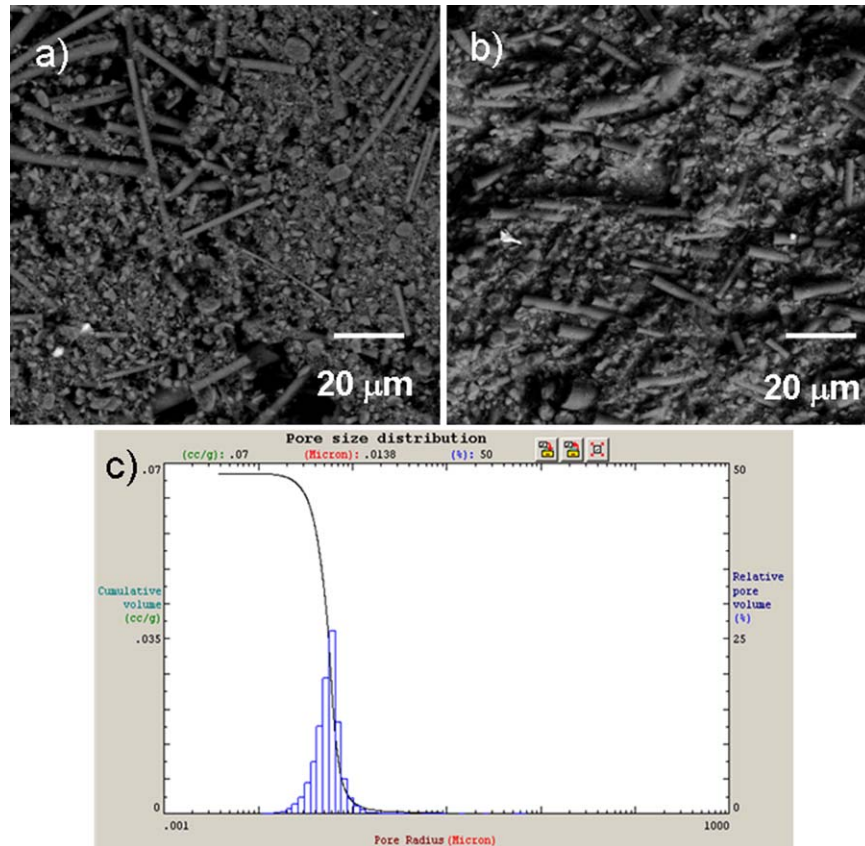 a)
b)
20 μm
20 μm
c)
Pore size distribution
(cc/g): .07 (Micron): .0138 (%): 50
.07
50
Cumulative
volume
(cc/g)
Relative
pore
volume
(%)
.035
25
0
0
.001
1000
Pore Radius(Micron)